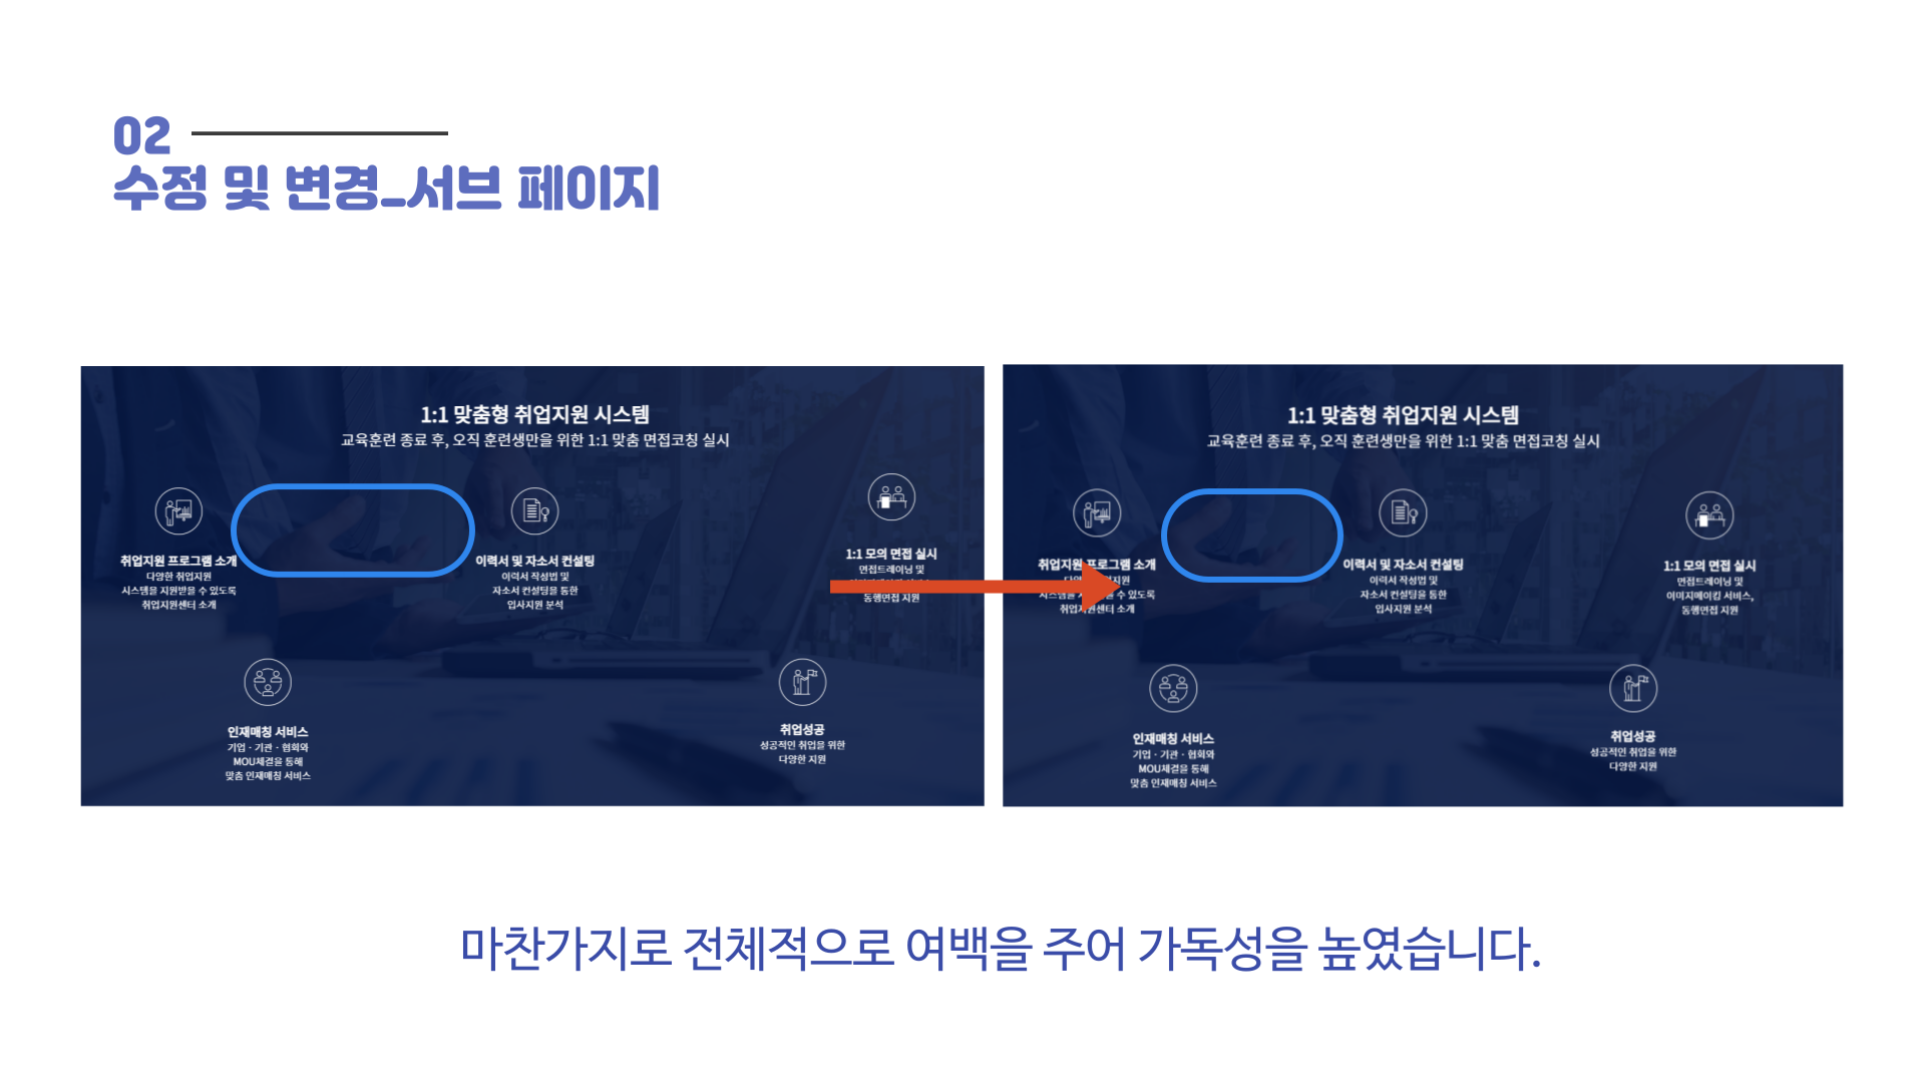 02
수정 및 변경_서브 페이지
1:1 맞춤형 취업지원 시스템
교육훈련 종료 후, 오직 훈련생만을 위한 1:1 맞춤 면접코칭 실시
취업지원 프로그램 소개
다양한 취업지원
시스템을 지원받을 수 있도록
취업지원센터 소개
이력서 및 자소서 컨설팅
이력서 작성법 및
자소서 컨설팅을 통한
입사지원 분석
1:1 모의 면접 실시
면접트레이닝 및
동행면접 지원
인재매칭 서비스
기업 · 기관 · 협회와
MOU체결을 통해
맞춤 인재매칭 서비스
취업성공
성공적인 취업을 위한
다양한 지원
1:1 맞춤형 취업지원 시스템
교육훈련 종료 후, 오직 훈련생만을 위한 1:1 맞춤 면접코칭 실시
취업지원 프로그램 소개
수 있도록
취업지원센터 소개
이력서 및 자소서 컨설팅
이력서 작성법 및
자소서 컨설팅을 통한
입사지원 분석
1:1 모의 면접 실시
면접트레이닝 및
이미지메이킹 서비스,
동행면접 지원
인재매칭 서비스
기업 · 기관 · 협회와
MOU체결을 통해
맞춤 인재매칭 서비스
취업성공
성공적인 취업을 위한
다양한 지원
마찬가지로 전체적으로 여백을 주어 가독성을 높였습니다.